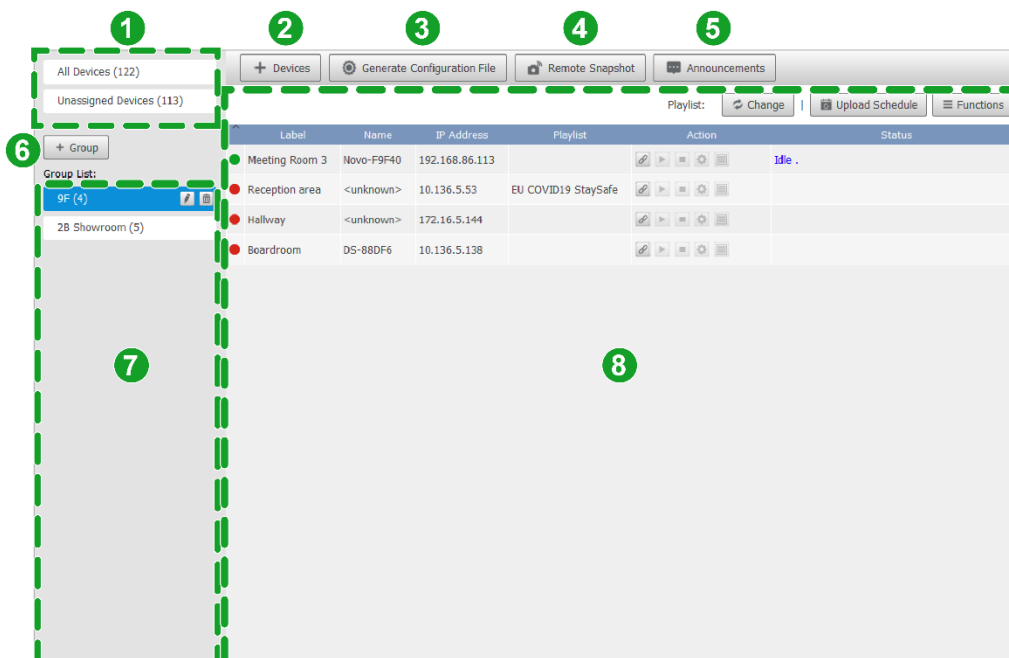 1 2 3 4 5
All Devices (122)
+ Devices Generate Configuration File Remote Snapshot Announcements
Unassigned Devices (113)
Playlist: Change | Upload Schedule Functions
6 + Group
Label Name IP Address Playlist Action Status
Meeting Room 3 Novo-F9F40 192.168.86.113 Idle .
Group List:
9F (4)
Reception area <unknown> 10.136.5.53 EU COVID19 StaySafe
2B Showroom (5)
Hallway <unknown> 172.16.5.144
Boardroom DS-88DF6 10.136.5.138
7 8